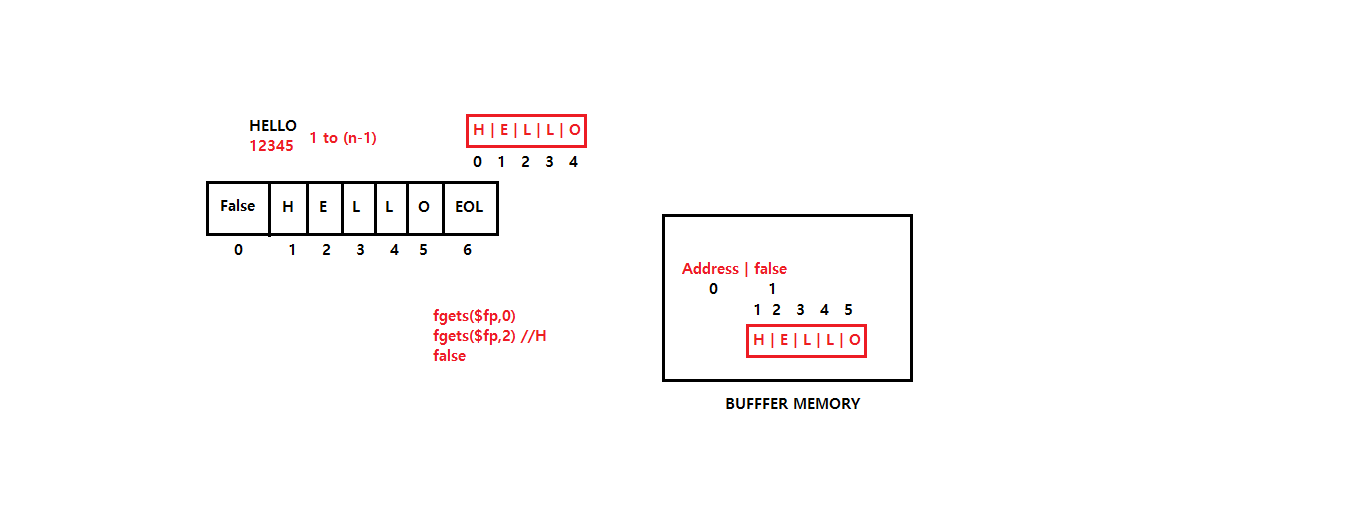 HELLO
12345
1 to (n-1)
H | E | L | L | O
0 1 2 3 4
False H E L L O EOL
0 1 2 3 4 5 6
fgets($fp,0)
fgets($fp,2) //H
false
Address | false
0 1
1 2 3 4 5
H | E | L | L | O
BUFFFER MEMORY